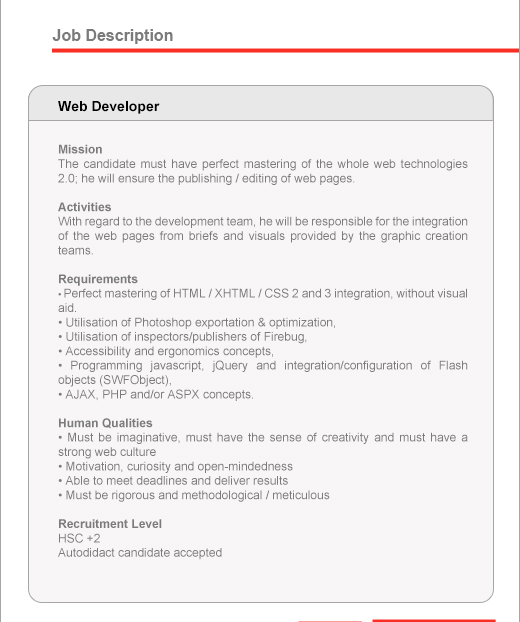 Job Description
Web Developer
Mission
The candidate must have perfect mastering of the whole web technologies
2.0; he will ensure the publishing / editing of web pages.
Activities
With regard to the development team, he will be responsible for the integration
of the web pages from briefs and visuals provided by the graphic creation
teams.
Requirements
• Perfect mastering of HTML / XHTML / CSS 2 and 3 integration, without visual
aid.
• Utilisation of Photoshop exportation & optimization,
• Utilisation of inspectors/publishers of Firebug,
• Accessibility and ergonomics concepts,
• Programming javascript, jQuery and integration/configuration of Flash
objects (SWFObject),
• AJAX, PHP and/or ASPX concepts.
Human Qualities
• Must be imaginative, must have the sense of creativity and must have a
strong web culture
• Motivation, curiosity and open-mindedness
• Able to meet deadlines and deliver results
• Must be rigorous and methodological / meticulous
Recruitment Level
HSC +2
Autodidact candidate accepted